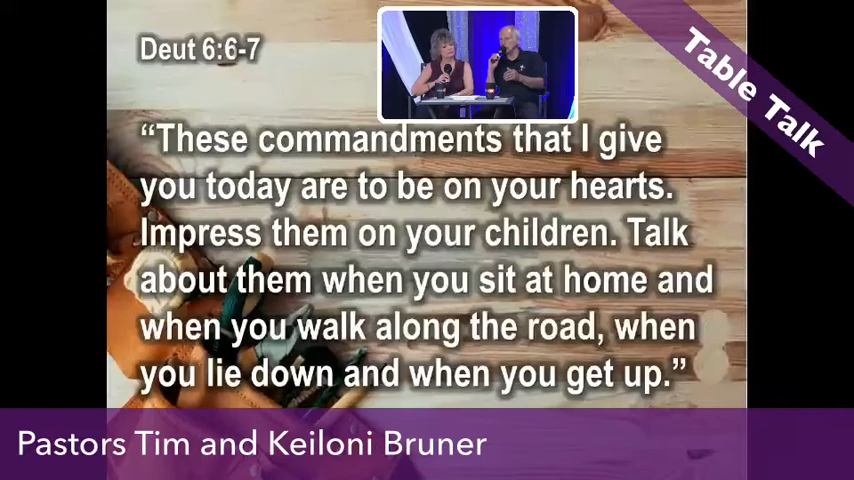 Deut 6:6-7
Table Talk
“These commandments that I give
you today are to be on your hearts.
Impress them on your children. Talk
about them when you sit at home and
when you walk along the road, when
you lie down and when you get up.”
Pastors Tim and Keiloni Bruner